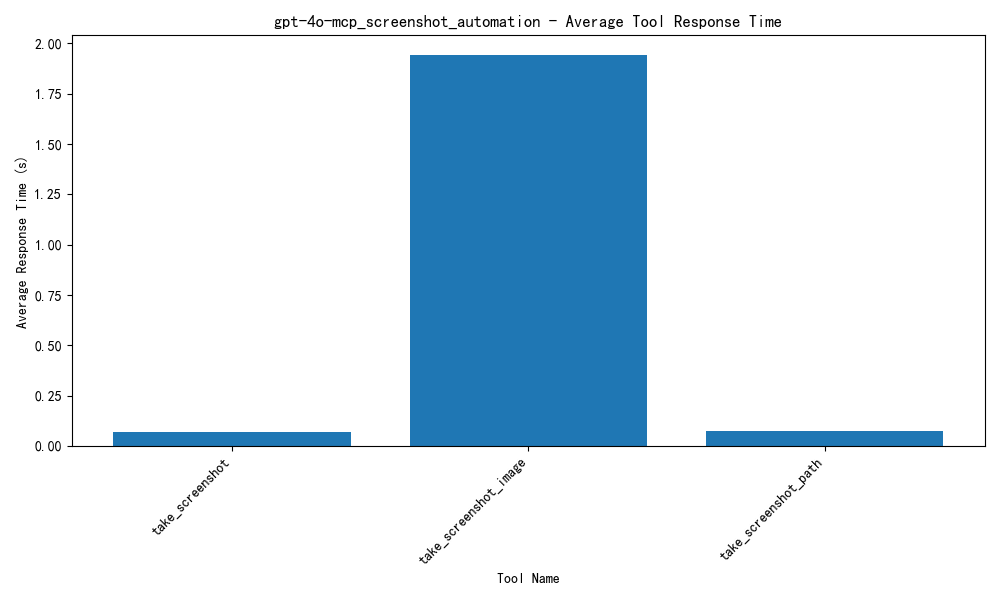 gpt-4o-mcp_screenshot_automation - Average Tool Response Time
Average Response Time (s)
2.00
1.75
1.50
1.25
1.00
0.75
0.50
0.25
0.00
take_screenshot
take_screenshot_image
take_screenshot_path
Tool Name